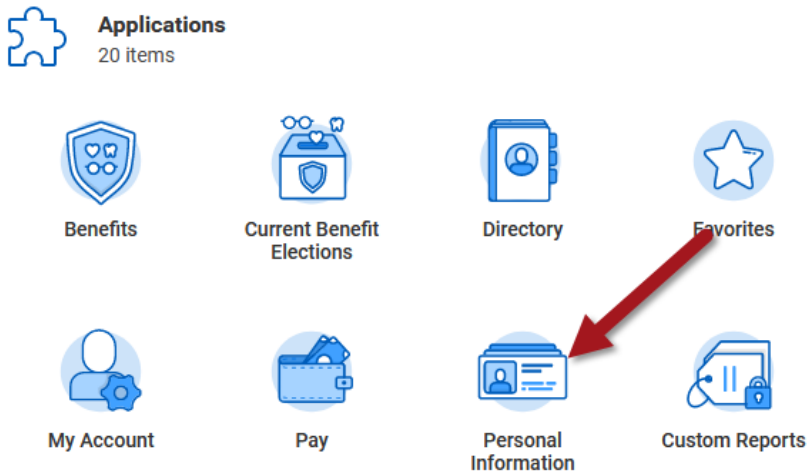 Applications
20 items
Benefits
Current Benefit
Elections
Directory
Favorites
My Account
Pay
Personal
Information
Custom Reports